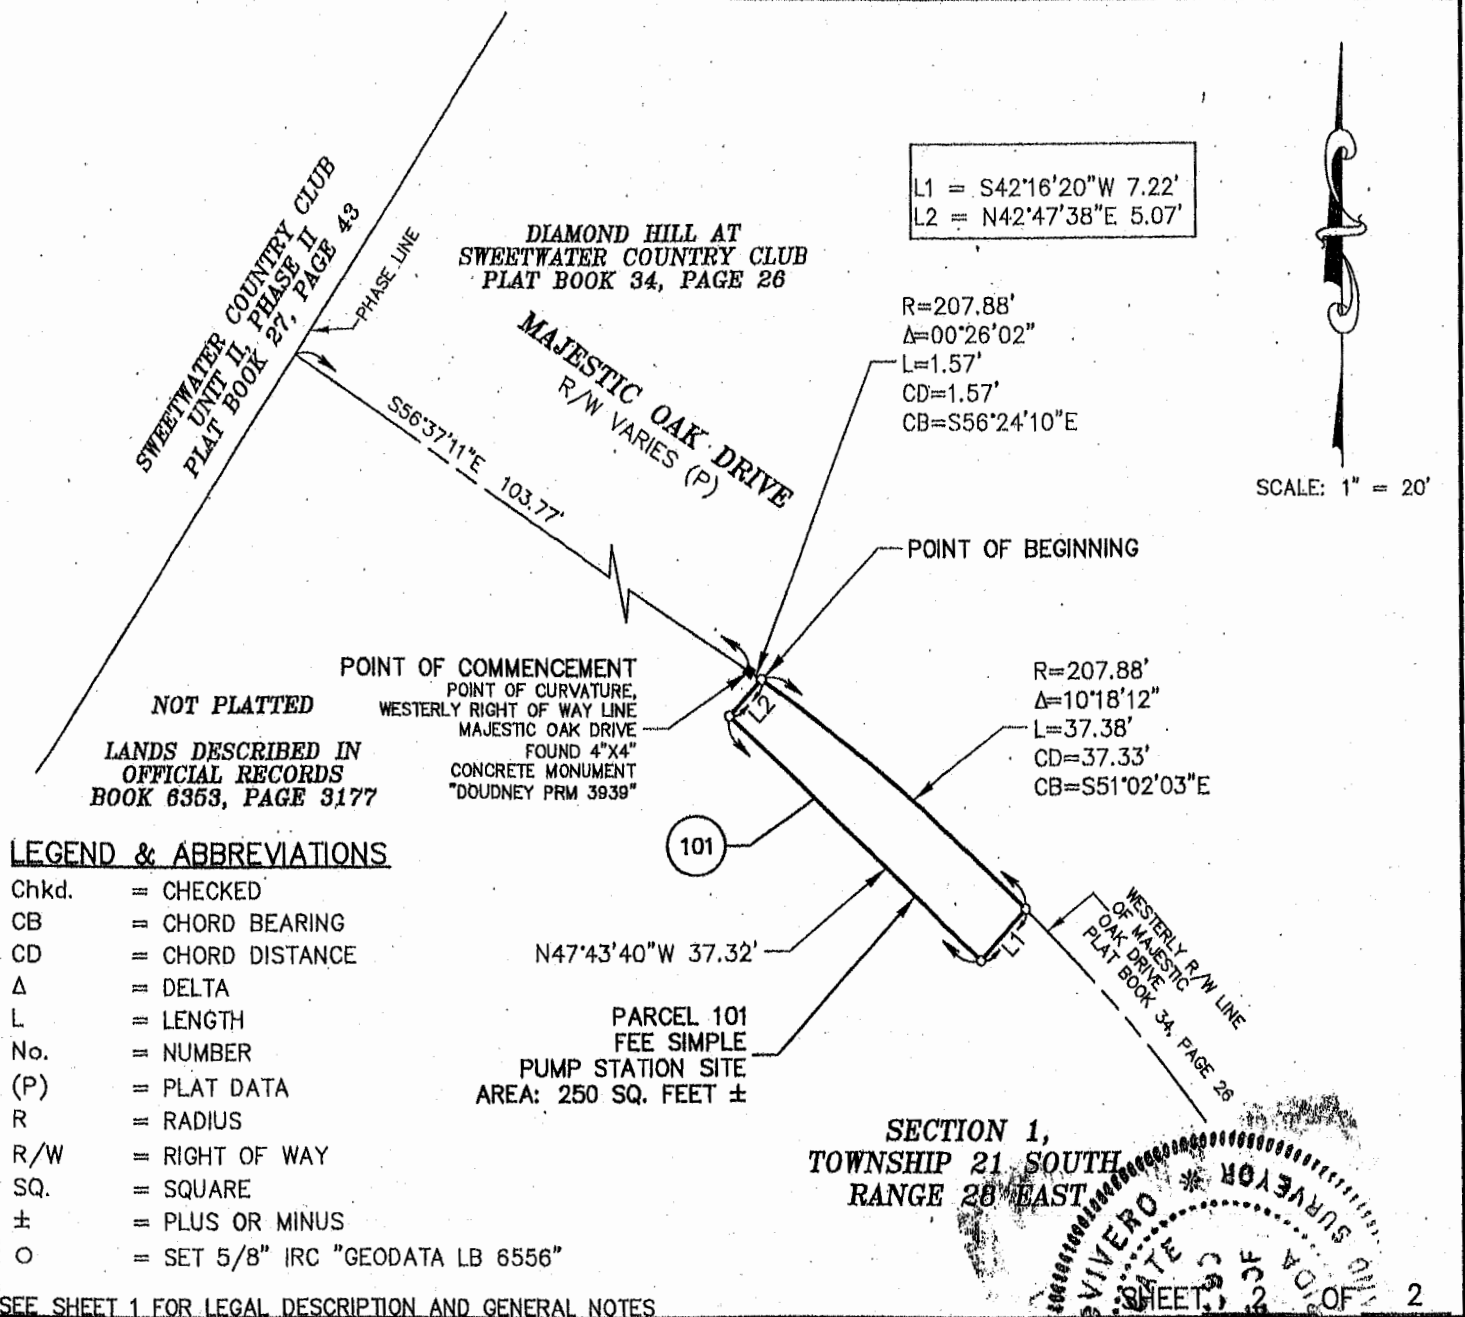 SWEETWATER COUNTRY CLUB
UNIT II, PHASE II
PLAT BOOK 27, PAGE 43
PHASE LINE
DIAMOND HILL AT
SWEETWATER COUNTRY CLUB
PLAT BOOK 34, PAGE 26
MAJESTIC OAK DRIVE
R/W VARIES (P)
L1 = S42°16'20"W 7.22'
L2 = N42°47'38"E 5.07'
R=207.88'
Δ=00°26'02"
L=1.57'
CD=1.57'
CB=S56°24'10"E
SCALE: 1" = 20'
S56°37'11"E 103.77'
POINT OF BEGINNING
POINT OF COMMENCEMENT
POINT OF CURVATURE,
WESTERLY RIGHT OF WAY LINE
MAJESTIC OAK DRIVE
FOUND 4"X4"
CONCRETE MONUMENT
"DOUDNEY PRM 3939"
NOT PLATTED
LANDS DESCRIBED IN
OFFICIAL RECORDS
BOOK 6353, PAGE 3177
L2
R=207.88'
Δ=10°18'12"
L=37.38'
CD=37.33'
CB=S51°02'03"E
101
L1
N47°43'40"W 37.32'
WESTERLY R/W LINE
OF MAJESTIC
OAK DRIVE
PLAT BOOK 34, PAGE 26
PARCEL 101
FEE SIMPLE
PUMP STATION SITE
AREA: 250 SQ. FEET ±
LEGEND & ABBREVIATIONS
Chkd. = CHECKED
CB = CHORD BEARING
CD = CHORD DISTANCE
Δ = DELTA
L = LENGTH
No. = NUMBER
(P) = PLAT DATA
R = RADIUS
R/W = RIGHT OF WAY
SQ. = SQUARE
± = PLUS OR MINUS
O = SET 5/8" IRC "GEODATA LB 6556"
SECTION 1,
TOWNSHIP 21 SOUTH
RANGE 28 EAST
SURVEYOR
STATE OF
SEE SHEET 1 FOR LEGAL DESCRIPTION AND GENERAL NOTES
SHEET 2 OF 2